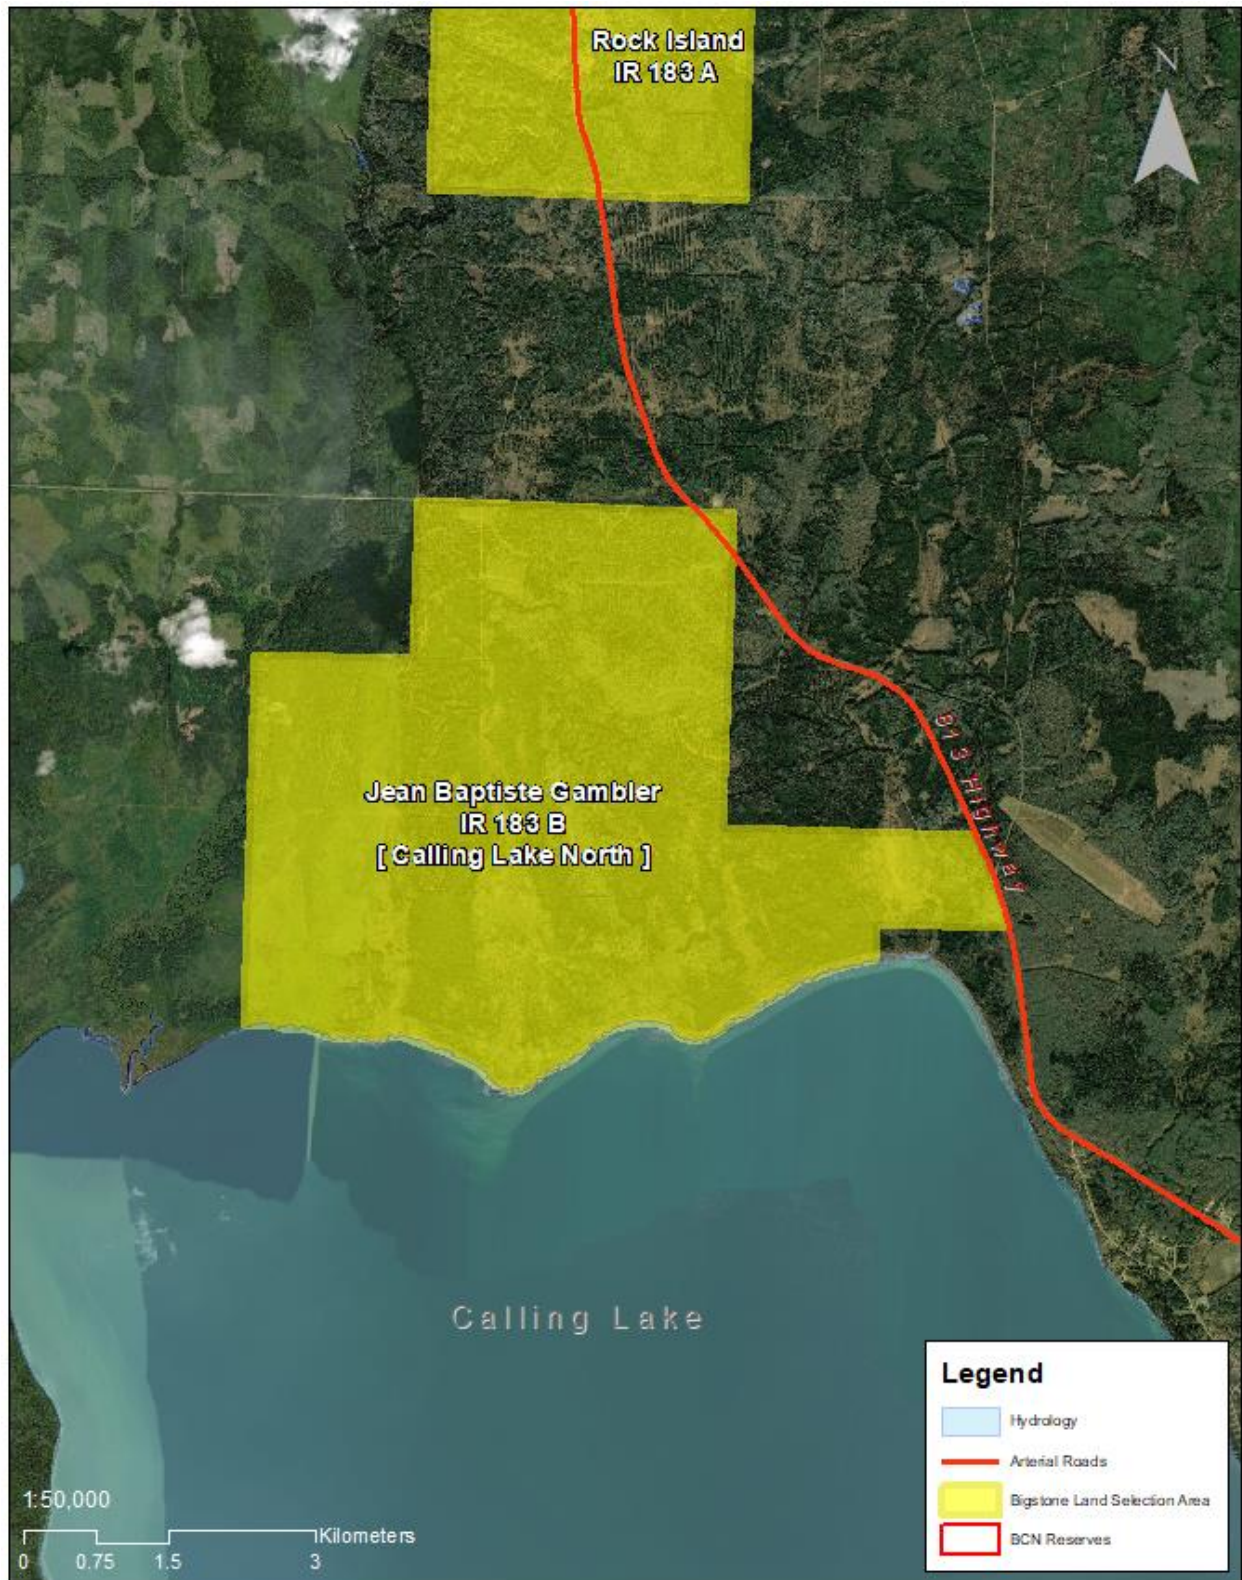 Rock Island
IR 183 A
N
813 Highway
Jean Baptiste Gambler
IR 183 B
[ Calling Lake North ]
Calling Lake
Legend
Hydrology
Arterial Roads
Bigstone Land Selection Area
BCN Reserves
1:50,000
Kilometers
0 0.75 1.5 3